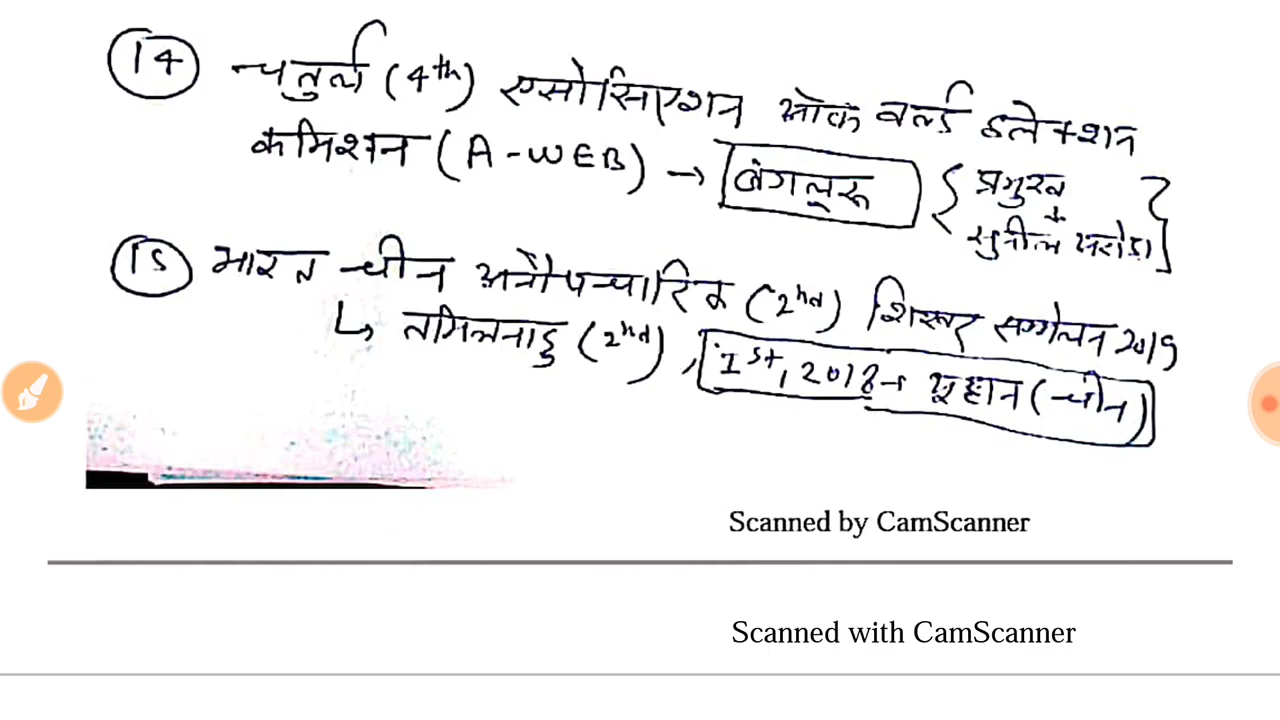 14 चतुर्थ (4th) एसोसिएशन ऑफ वर्ल्ड इलेक्शन
कमिशन (A-WEB) → बंगलूरू { प्रमुख
सुनील अरोड़ा }
15 भारत चीन अनौपचारिक (2nd) शिखर सम्मेलन 2019
↳ तमिलनाडु (2nd), 1st, 2018 → वूहान (चीन)
Scanned by CamScanner
Scanned with CamScanner